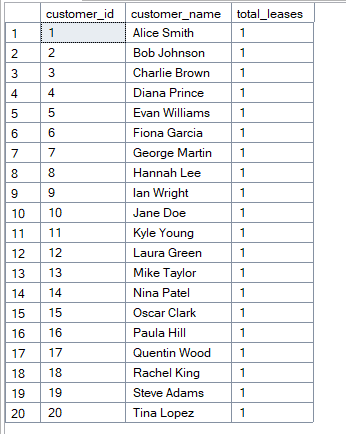 customer_id customer_name total_leases
1 1 Alice Smith 1
2 2 Bob Johnson 1
3 3 Charlie Brown 1
4 4 Diana Prince 1
5 5 Evan Williams 1
6 6 Fiona Garcia 1
7 7 George Martin 1
8 8 Hannah Lee 1
9 9 Ian Wright 1
10 10 Jane Doe 1
11 11 Kyle Young 1
12 12 Laura Green 1
13 13 Mike Taylor 1
14 14 Nina Patel 1
15 15 Oscar Clark 1
16 16 Paula Hill 1
17 17 Quentin Wood 1
18 18 Rachel King 1
19 19 Steve Adams 1
20 20 Tina Lopez 1